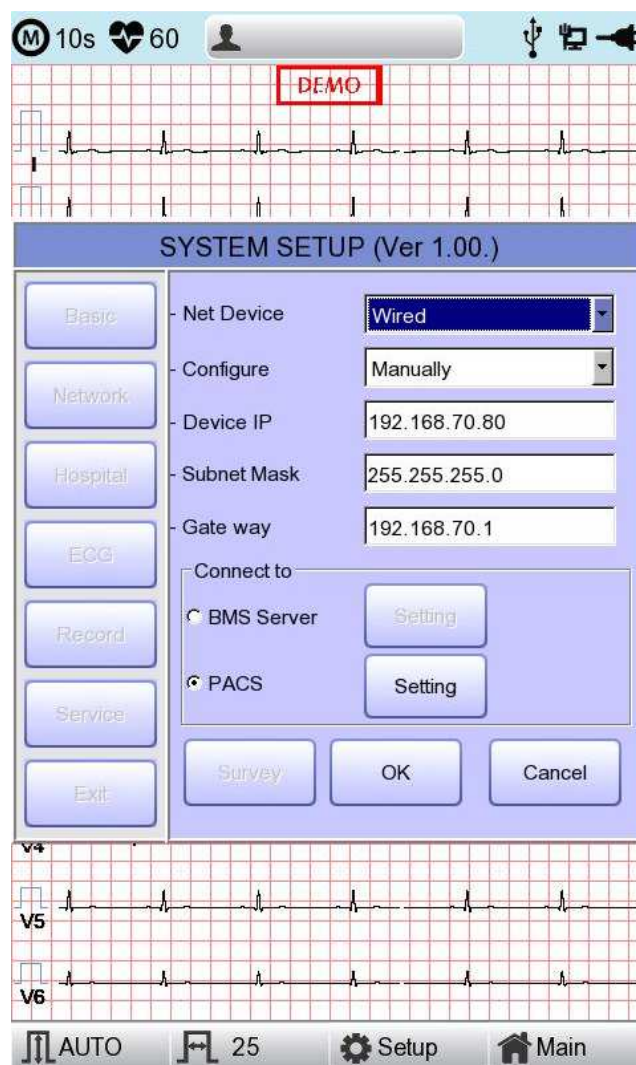 M 10s 60
DEMO
I
SYSTEM SETUP (Ver 1.00.)
Basic
Network
Hospital
ECG
Record
Service
Exit
- Net Device Wired
- Configure Manually
- Device IP 192.168.70.80
- Subnet Mask 255.255.255.0
- Gate way 192.168.70.1
Connect to
BMS Server Setting
PACS Setting
Survey OK Cancel
V4
V5
V6
AUTO 25 Setup Main